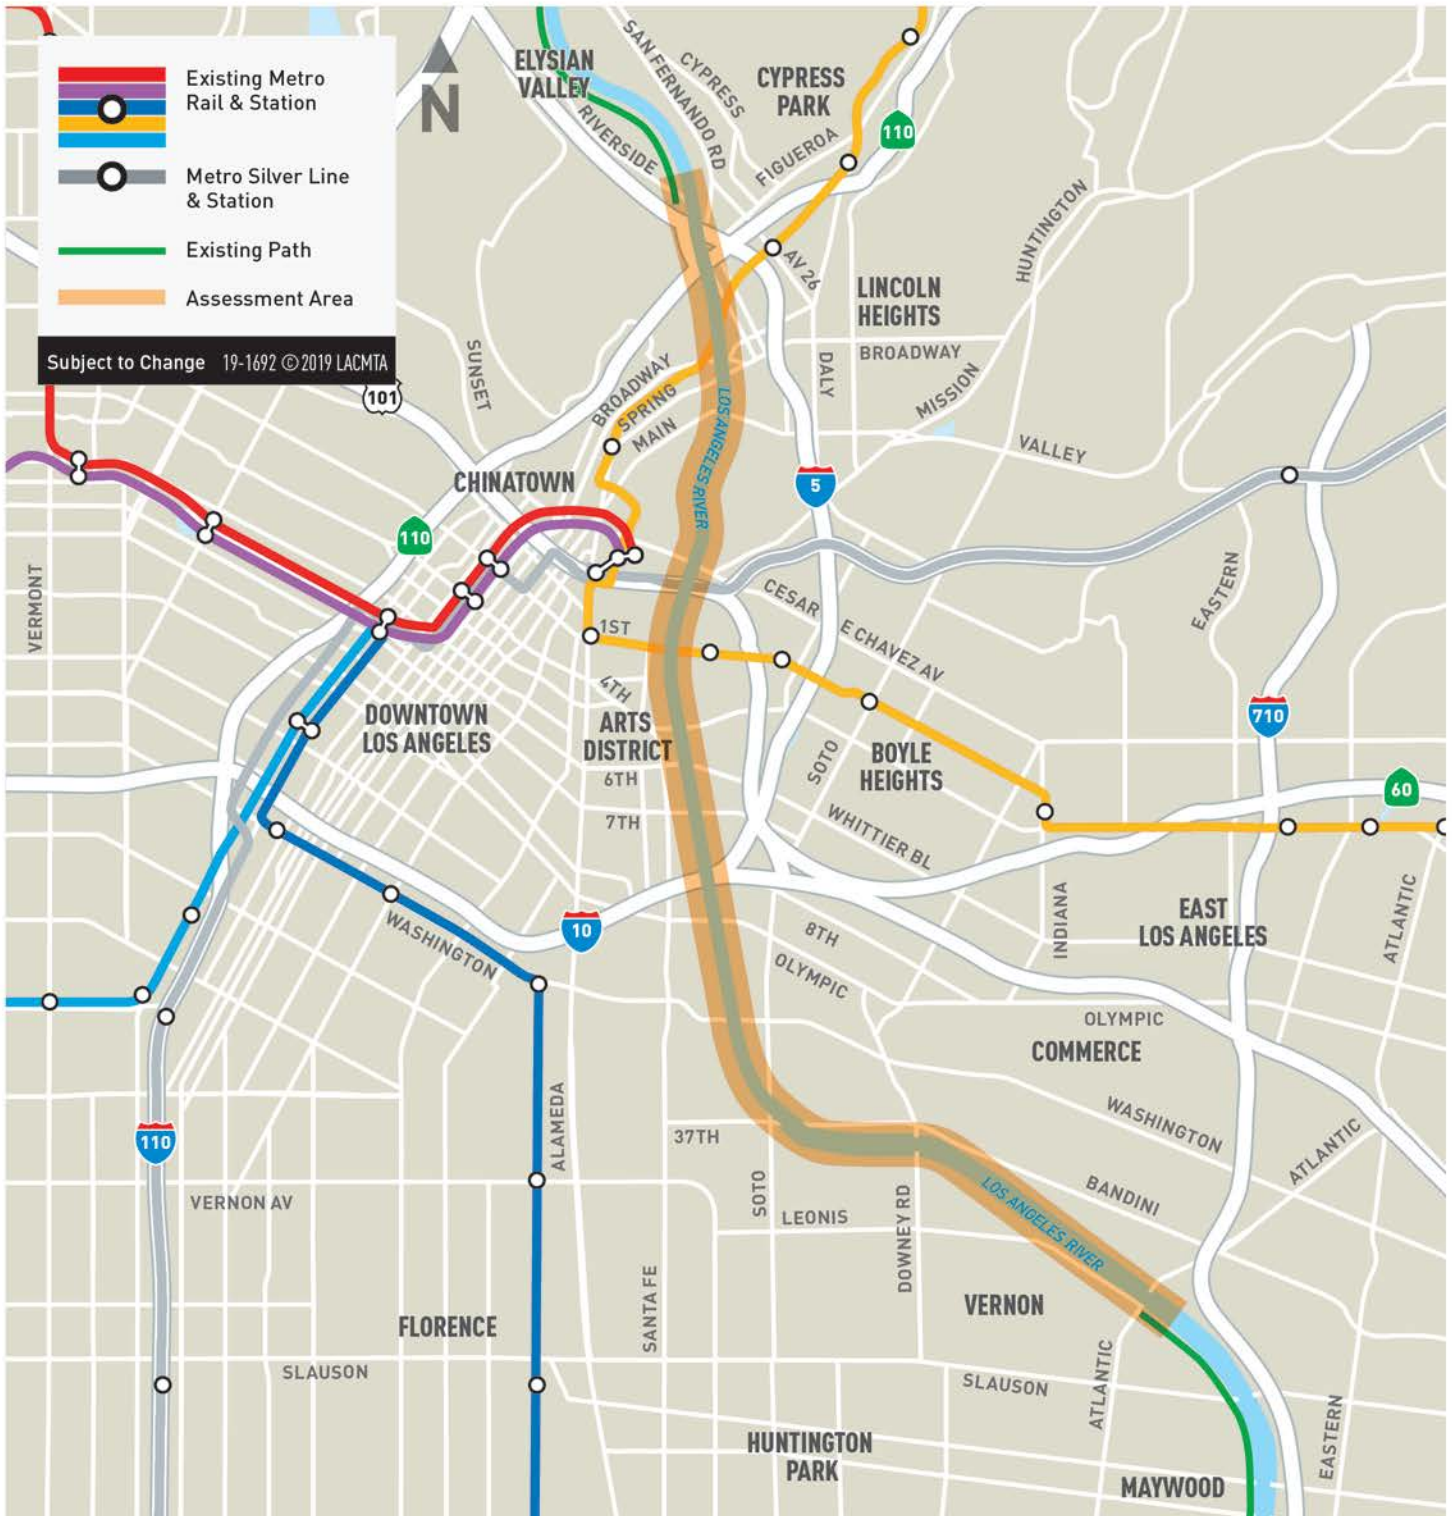 Existing Metro
Rail & Station
Metro Silver Line
& Station
Existing Path
Assessment Area
Subject to Change 19-1692 © 2019 LACMTA
N
ELYSIAN
VALLEY
SAN FERNANDO RD
CYPRESS
CYPRESS
PARK
RIVERSIDE
FIGUEROA
110
AV 26
HUNTINGTON
LINCOLN
HEIGHTS
BROADWAY
DALY
MISSION
VALLEY
101
SUNSET
BROADWAY
SPRING
MAIN
LOS ANGELES RIVER
CHINATOWN
5
110
VERMONT
CESAR
E CHAVEZ AV
EASTERN
1ST
4TH
DOWNTOWN
LOS ANGELES
ARTS
DISTRICT
6TH
7TH
SOTO
BOYLE
HEIGHTS
WHITTIER BL
710
60
10
WASHINGTON
8TH
OLYMPIC
INDIANA
EAST
LOS ANGELES
ATLANTIC
OLYMPIC
COMMERCE
ALAMEDA
110
37TH
WASHINGTON
ATLANTIC
BANDINI
VERNON AV
SOTO
LEONIS
DOWNEY RD
LOS ANGELES RIVER
FLORENCE
SANTA FE
VERNON
SLAUSON
SLAUSON
ATLANTIC
EASTERN
HUNTINGTON
PARK
MAYWOOD